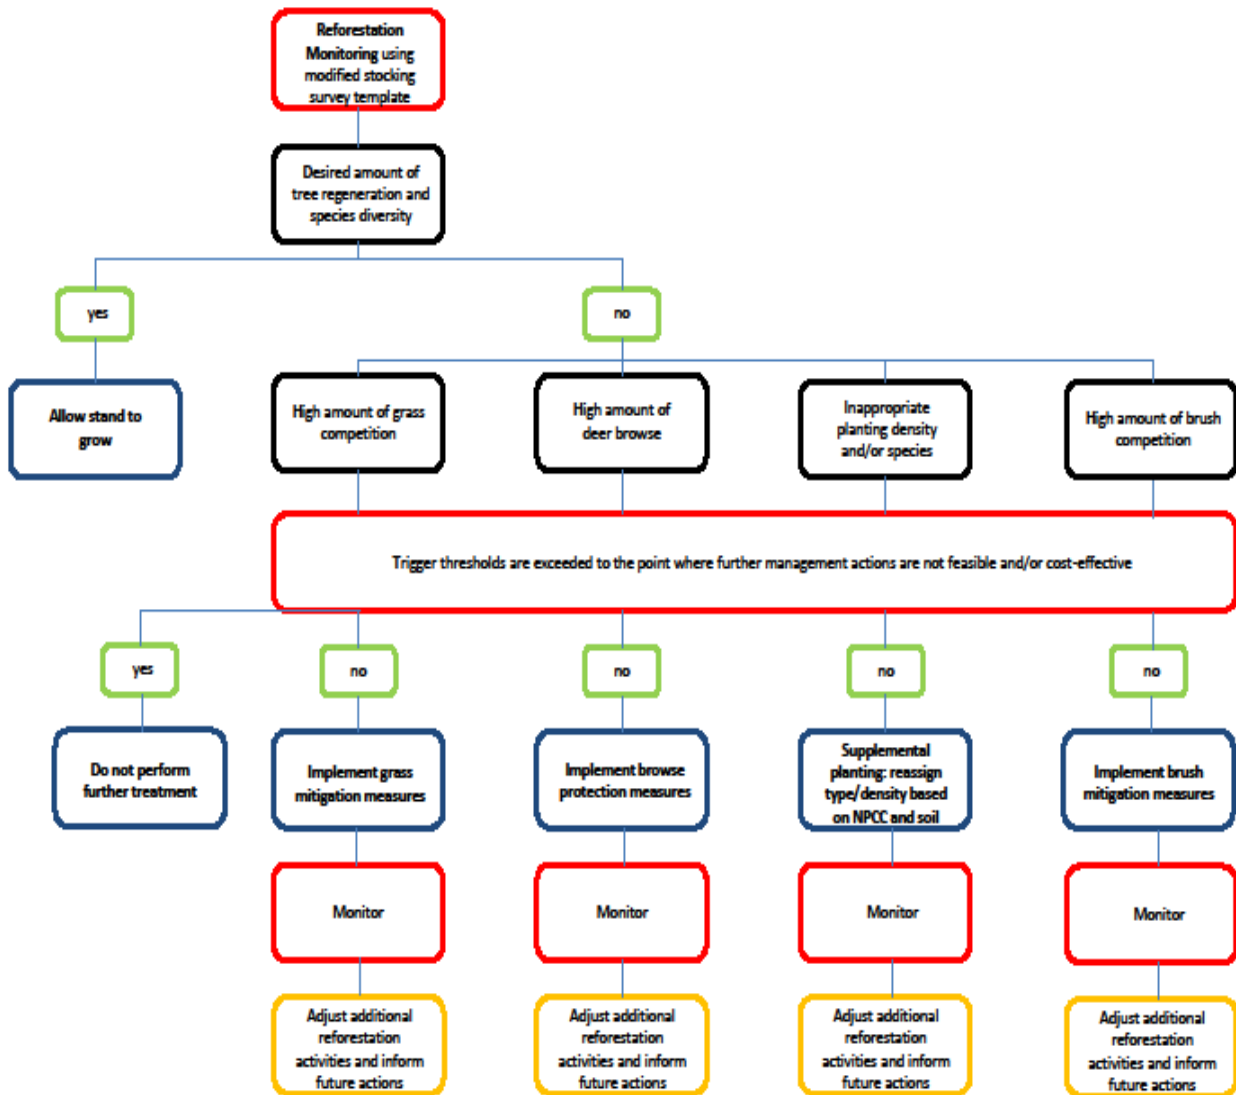 Reforestation
Monitoring using
modified stocking
survey template
Desired amount of
tree regeneration and
species diversity
yes
no
Allow stand to
grow
High amount of grass
competition
High amount of
deer browse
Inappropriate
planting density
and/or species
High amount of brush
competition
Trigger thresholds are exceeded to the point where further management actions are not feasible and/or cost-effective
yes
no
no
no
no
Do not perform
further treatment
Implement grass
mitigation measures
Implement browse
protection measures
Supplemental
planting: reassign
type/density based
on NPCC and soil
Implement brush
mitigation measures
Monitor
Monitor
Monitor
Monitor
Adjust additional
reforestation
activities and inform
future actions
Adjust additional
reforestation
activities and inform
future actions
Adjust additional
reforestation
activities and inform
future actions
Adjust additional
reforestation
activities and inform
future actions